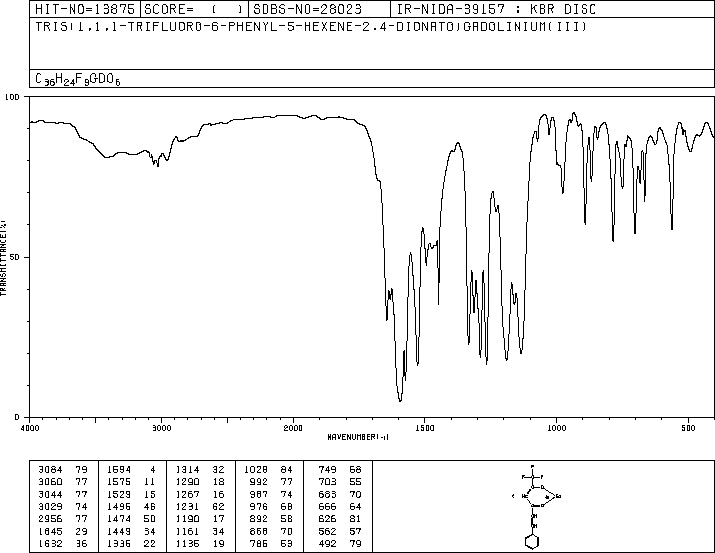 HIT-NO=13875 SCORE= ( ) SDBS-NO=28023 IR-NIDA-39157 : KBR DISC
TRIS(1,1,1-TRIFLUORO-6-PHENYL-5-HEXENE-2,4-DIONATO)GADOLINIUM(III)
C36H24F9GDO6
100
50
0
TRANSMITTANCE(%)
4000 3000 2000 1500 1000 500
WAVENUMBER(-1)
3084 79 1594 4 1314 32 1028 84 749 68
3060 77 1575 11 1290 18 992 77 703 55
3044 77 1529 15 1267 16 987 74 683 70
3029 74 1495 46 1231 62 976 68 666 64
2956 77 1474 50 1190 17 892 58 626 81
1645 29 1449 34 1161 34 868 70 562 57
1632 36 1336 22 1135 19 786 53 492 79